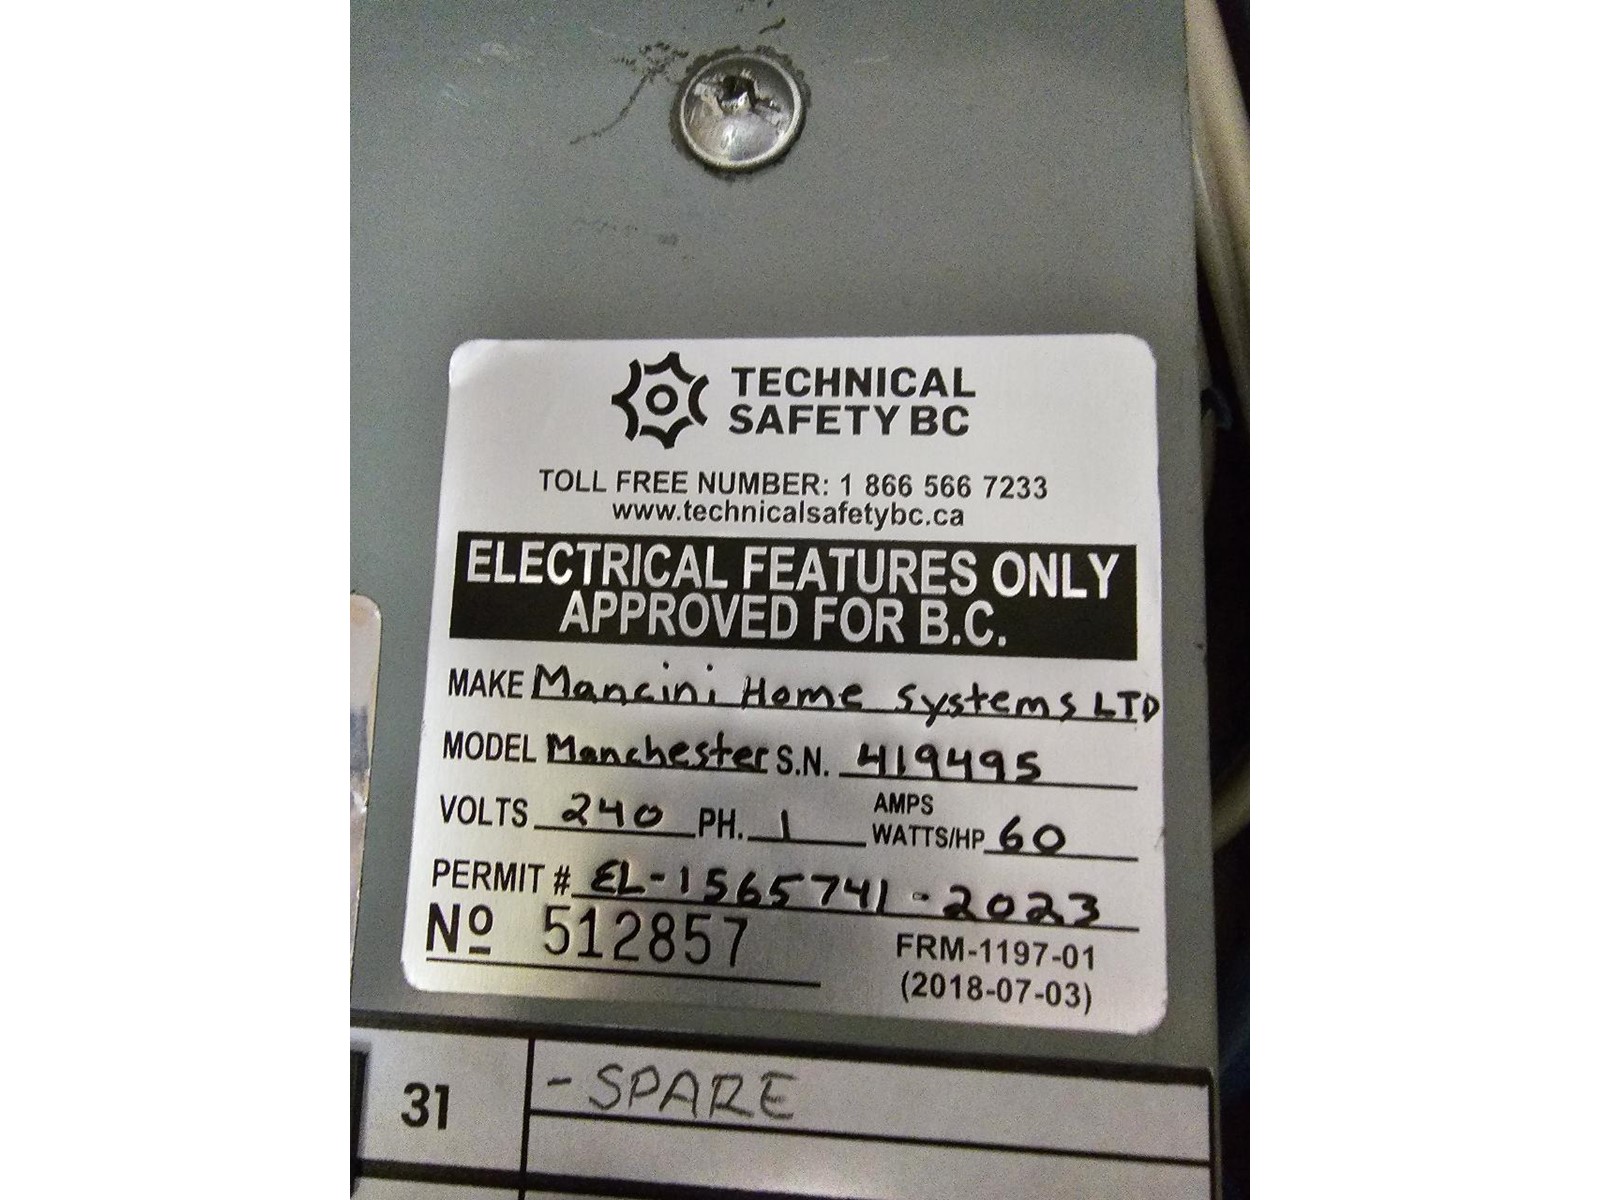 TECHNICAL
SAFETY BC
TOLL FREE NUMBER: 1 866 566 7233
www.technicalsafetybc.ca
ELECTRICAL FEATURES ONLY
APPROVED FOR B.C.
MAKE Mancini Home Systems LTD
MODEL Manchester S.N. 419495
VOLTS 240 PH. 1 AMPS WATTS/HP 60
PERMIT # EL-1565741-2023
No 512857 FRM-1197-01
(2018-07-03)
31 - SPARE